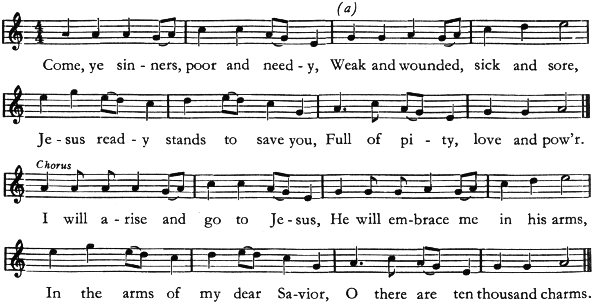 (a)
4 4
Come, ye sin - ners, poor and need - y, Weak and wounded, sick and sore,
Je - sus read - y stands to save you, Full of pi - ty, love and pow'r.
Chorus
I will a - rise and go to Je - sus, He will em - brace me in his arms,
In the arms of my dear Sa - vior, O there are ten thousand charms.